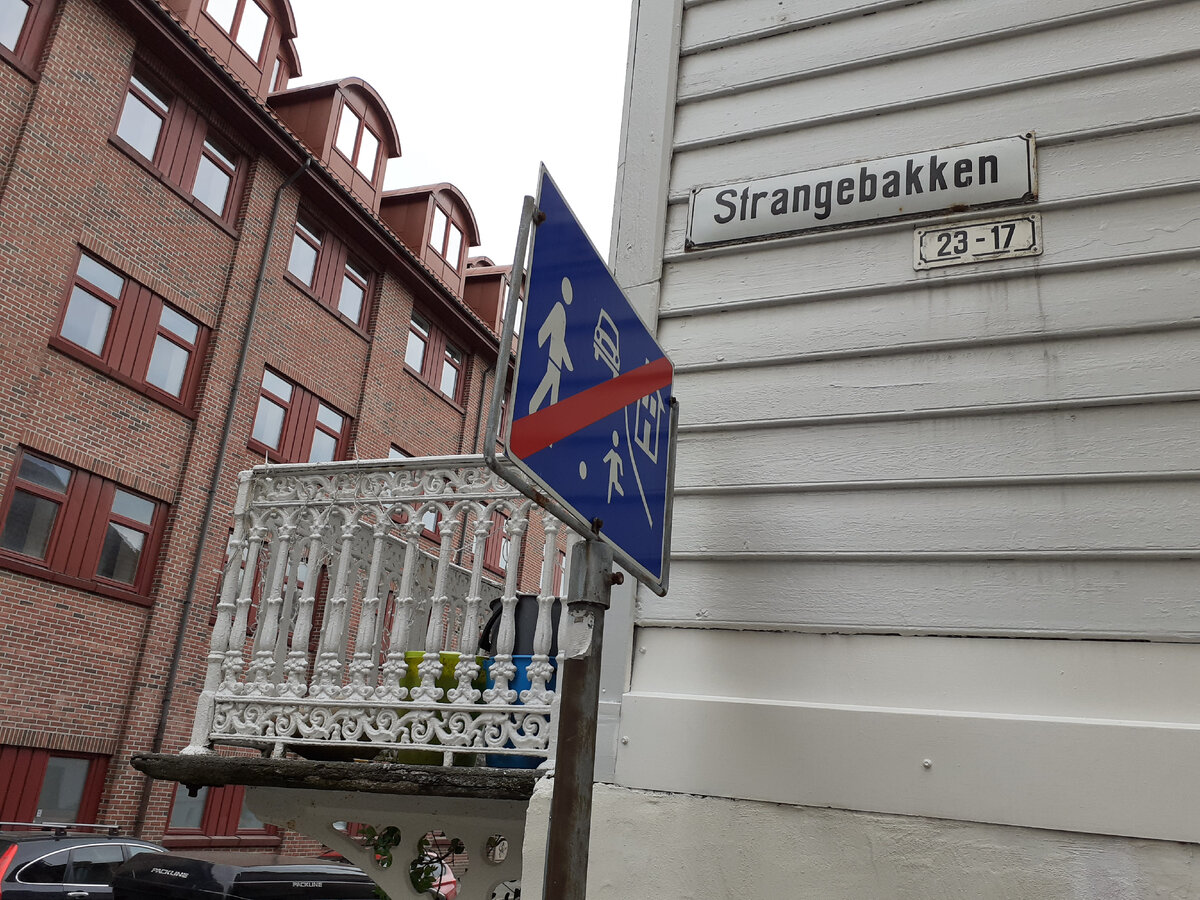 Strangebakken
23 - 17
PACKLINE
PACKLINE